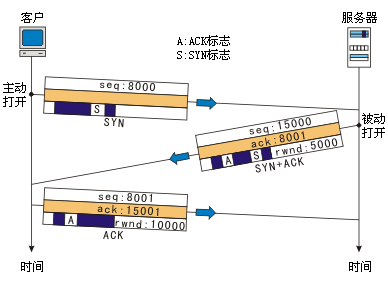 客户
服务器
A:ACK标志
S:SYN标志
主动
打开
seq:8000
S
SYN
被动
打开
seq:15000
ack:8001
A S rwnd:5000
SYN+ACK
seq:8001
ack:15001
A rwnd:10000
ACK
时间
时间